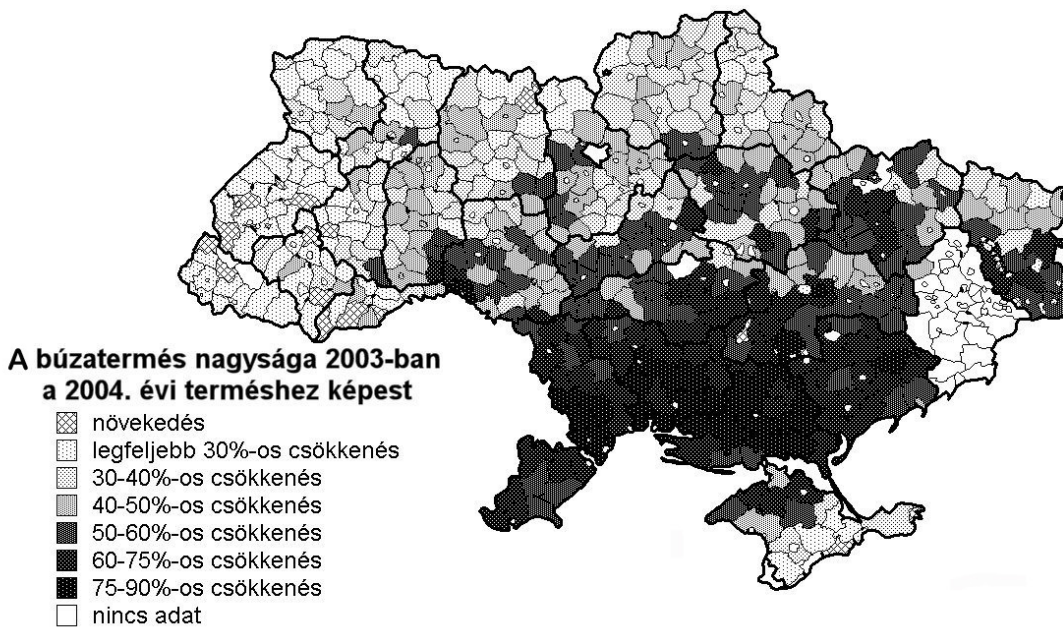 A búzatermés nagysága 2003-ban
a 2004. évi terméshez képest
növekedés
legfeljebb 30%-os csökkenés
30-40%-os csökkenés
40-50%-os csökkenés
50-60%-os csökkenés
60-75%-os csökkenés
75-90%-os csökkenés
nincs adat